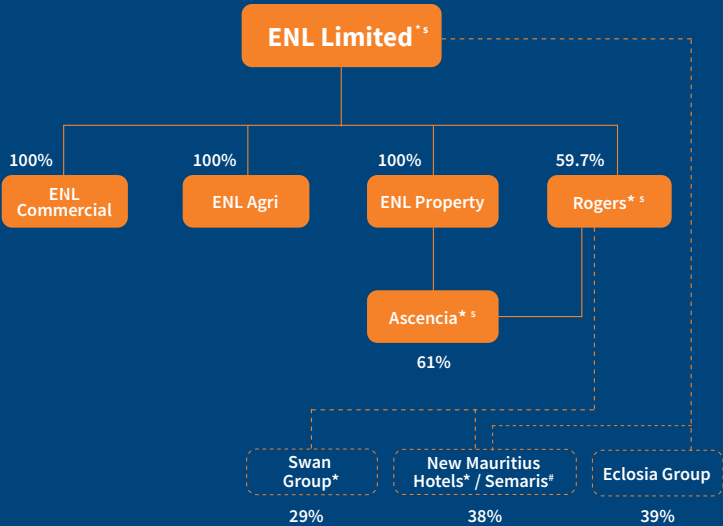 ENL Limited* s
100%
100%
100%
59.7%
ENL
Commercial
ENL Agri
ENL Property
Rogers* s
Ascencia* s
61%
Swan
Group*
New Mauritius
Hotels* / Semaris#
Eclosia Group
29%
38%
39%